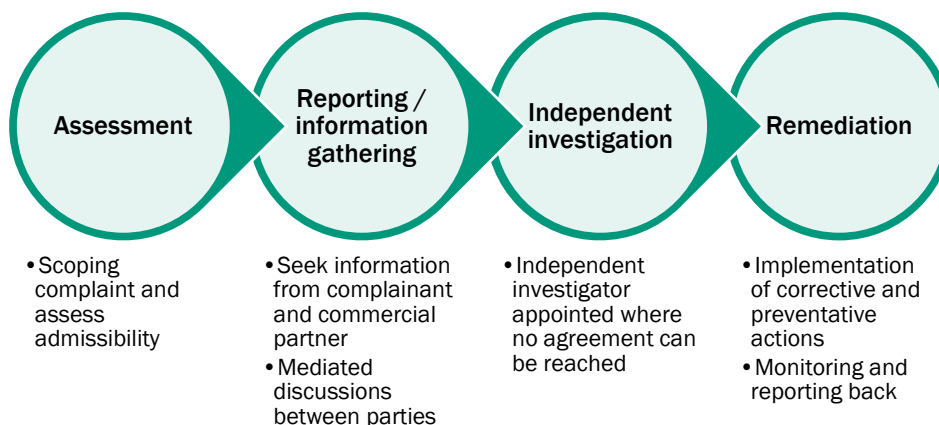 Assessment
Reporting /
information
gathering
Independent
investigation
Remediation
•Scoping
complaint and
assess
admissibility
•Seek information
from complainant
and commercial
partner
•Mediated
discussions
between parties
•Independent
investigator
appointed where
no agreement can
be reached
•Implementation
of corrective and
preventative
actions
•Monitoring and
reporting back